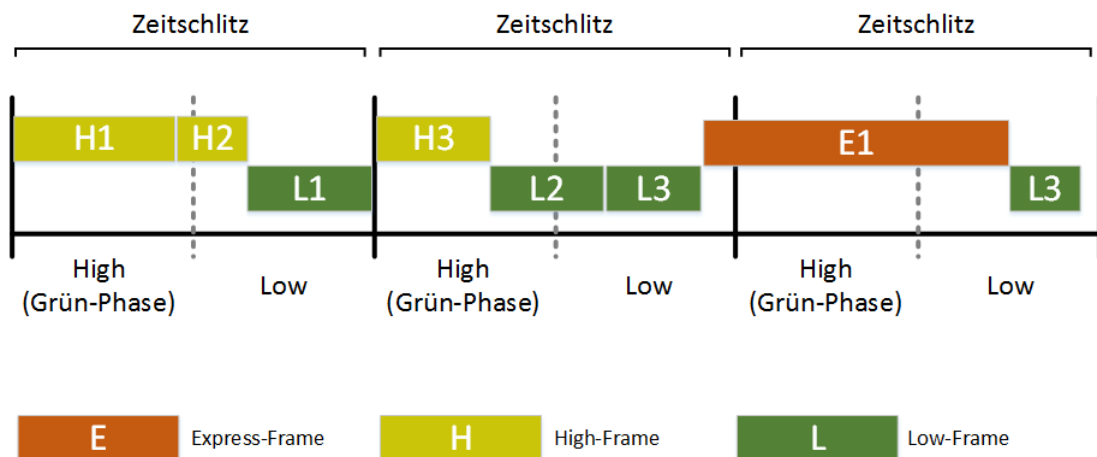 Zeitschlitz
Zeitschlitz
Zeitschlitz
H1
H2
H3
E1
L1
L2
L3
L3
High
(Grün-Phase)
Low
High
(Grün-Phase)
Low
High
(Grün-Phase)
Low
E
Express-Frame
H
High-Frame
L
Low-Frame